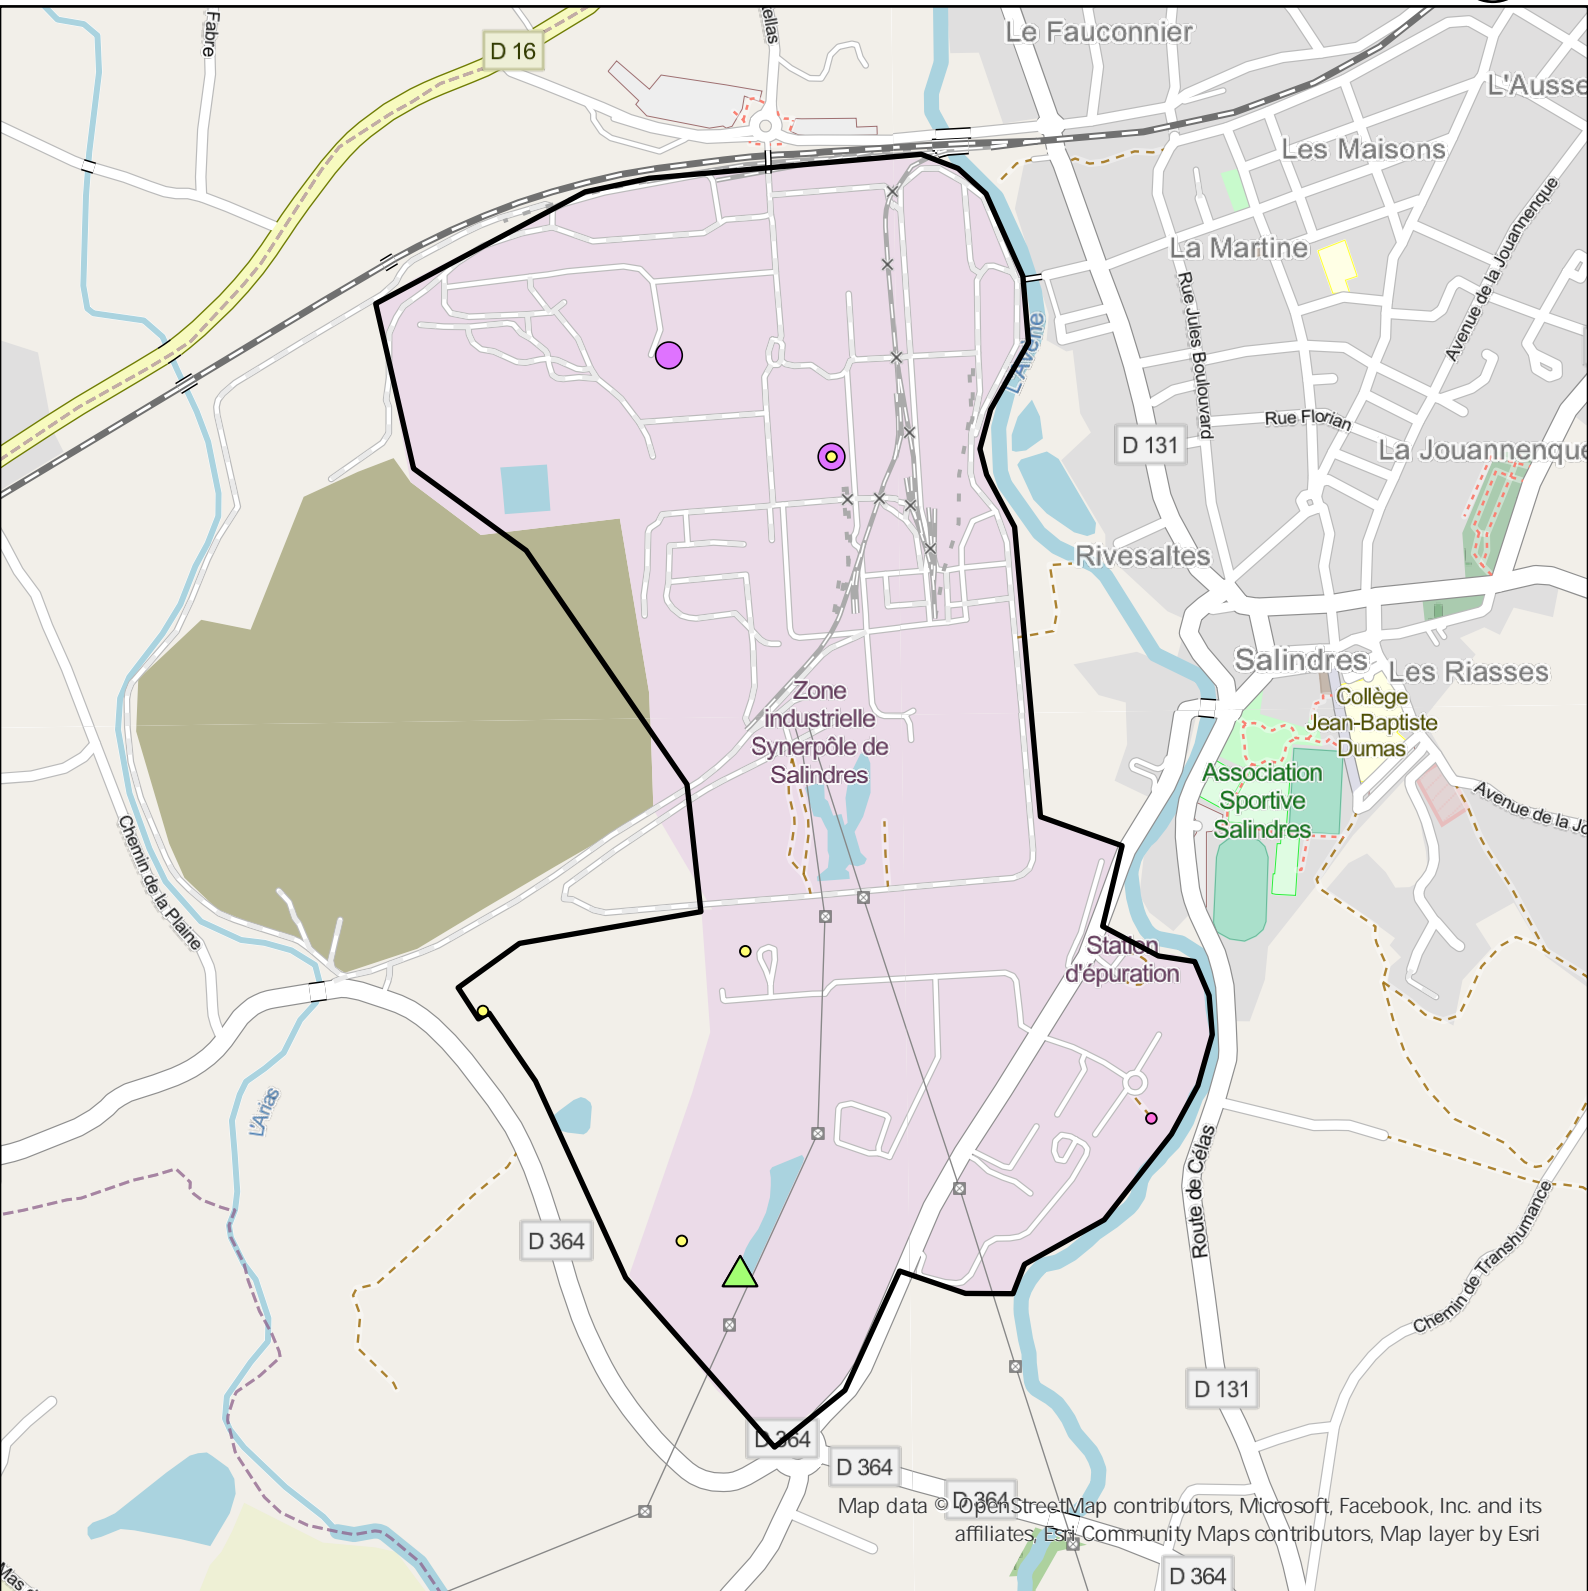 Fabre
ellas
Le Fauconnier
D 16
L'Ausse
Les Maisons
Avenue de la Jouannenque
La Martine
Rue Jules Boulouvard
L'Avène
Rue Florian
D 131
La Jouannenque
Rivesaltes
Salindres
Les Riasses
Zone
industrielle
Synerpôle de
Salindres
Collège
Jean-Baptiste
Dumas
Association
Sportive
Salindres
Avenue de la Jo
Chemin de la Plaine
Station
d'épuration
L'Arias
Route de Célas
Chemin de Transhumance
D 364
D 131
D 364
D 364
D 364
Map data © OpenStreetMap contributors, Microsoft, Facebook, Inc. and its
affiliates, Esri Community Maps contributors, Map layer by Esri
D 364
Mas